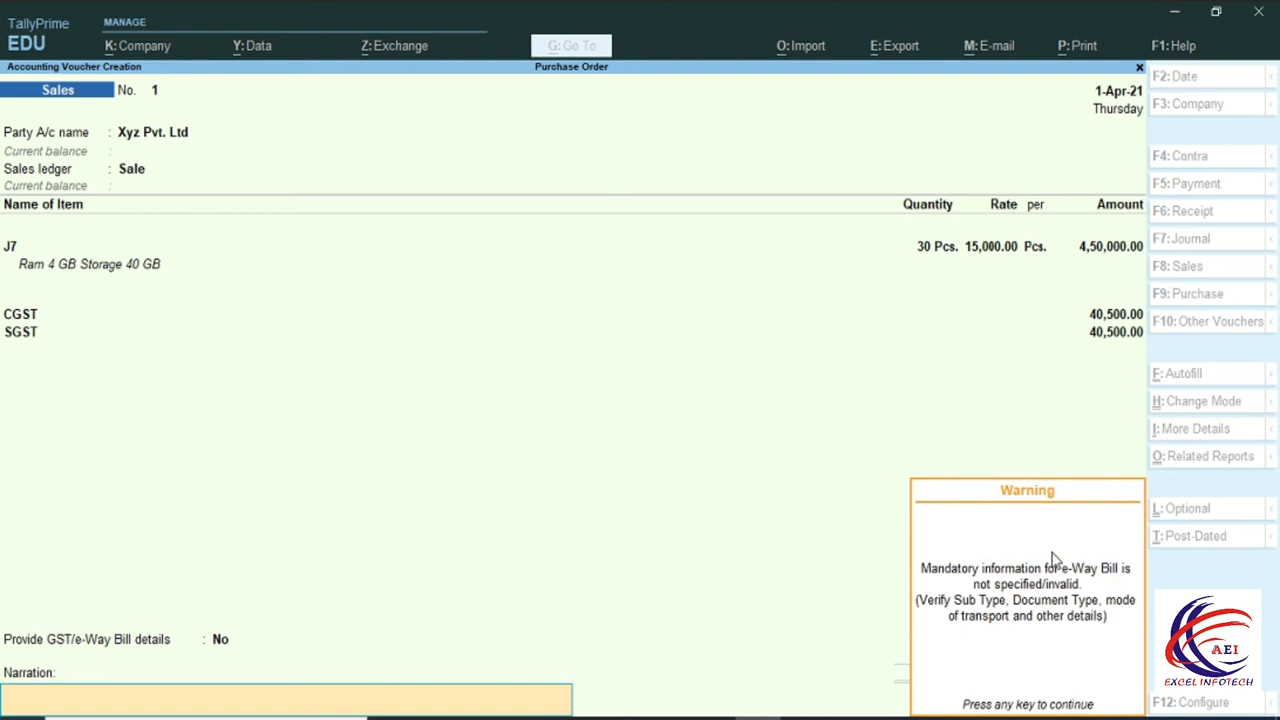 TallyPrime
EDU
MANAGE
K: Company Y: Data Z: Exchange G: Go To O: Import E: Export M: E-mail P: Print F1: Help
Accounting Voucher Creation Purchase Order
Sales No. 1 1-Apr-21
Thursday
Party A/c name : Xyz Pvt. Ltd
Current balance :
Sales ledger : Sale
Current balance :
Name of Item Quantity Rate per Amount
J7 30 Pcs. 15,000.00 Pcs. 4,50,000.00
Ram 4 GB Storage 40 GB
CGST 40,500.00
SGST 40,500.00
Provide GST/e-Way Bill details : No
Narration:
Warning
Mandatory information for e-Way Bill is
not specified/invalid.
(Verify Sub Type, Document Type, mode
of transport and other details)
Press any key to continue
F2: Date
F3: Company
F4: Contra
F5: Payment
F6: Receipt
F7: Journal
F8: Sales
F9: Purchase
F10: Other Vouchers
F: Autofill
H: Change Mode
I: More Details
O: Related Reports
L: Optional
T: Post-Dated
AEI
EXCEL INFOTECH
F12: Configure